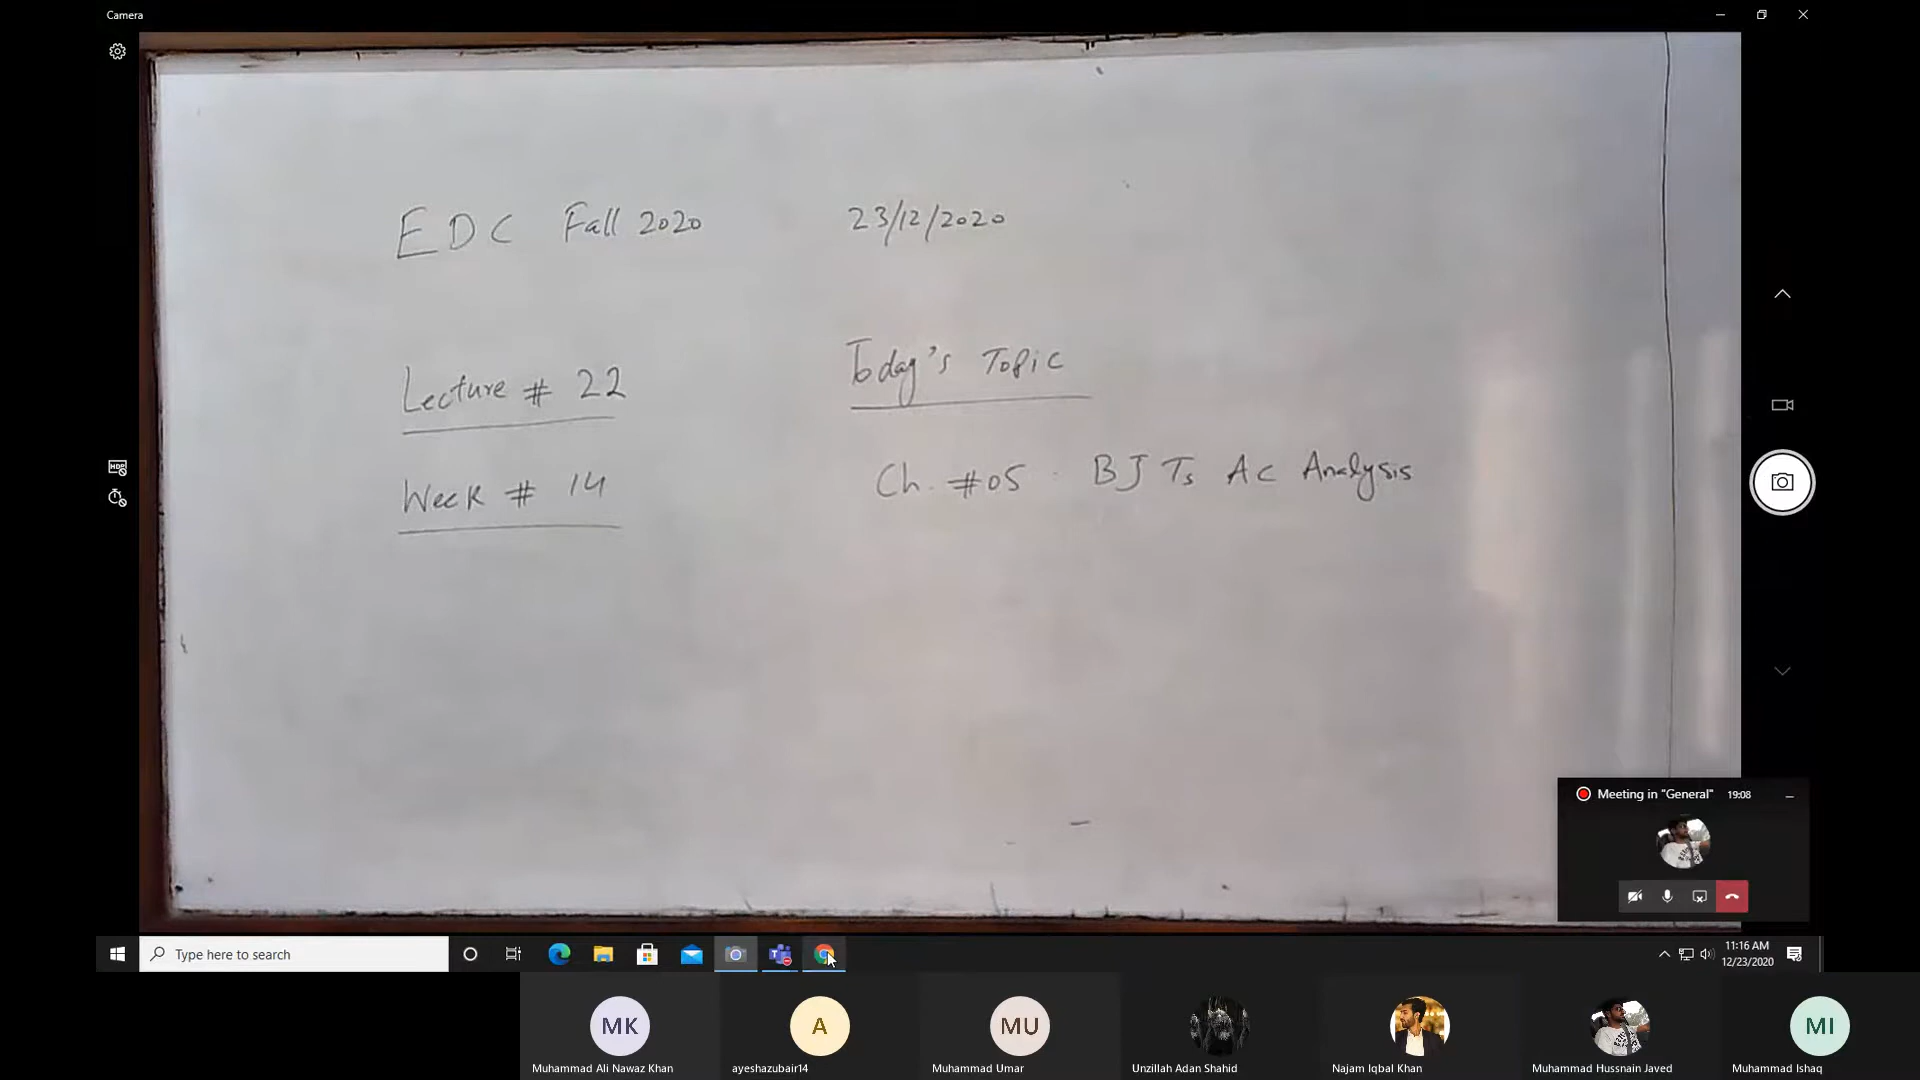 Camera
EDC Fall 2020 23/12/2020
Lecture # 22
Today's Topic
Week # 14
Ch. #05 BJTs AC Analysis
Meeting in "General" 19:08
Type here to search
11:16 AM
12/23/2020
MK
A
MU
MI
Muhammad Ali Nawaz Khan
ayeshazubair14
Muhammad Umar
Unzillah Adan Shahid
Najam Iqbal Khan
Muhammad Hussnain Javed
Muhammad Ishaq